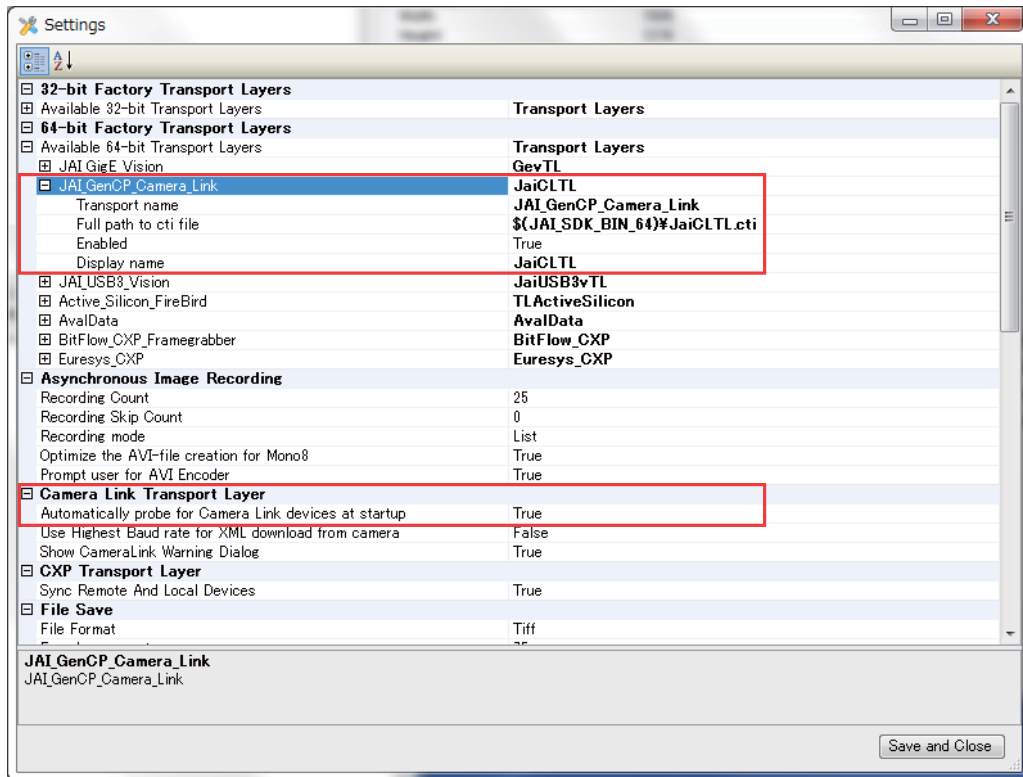 Settings
32-bit Factory Transport Layers
Available 32-bit Transport Layers Transport Layers
64-bit Factory Transport Layers
Available 64-bit Transport Layers Transport Layers
JAI GigE Vision GevTL
JAI_GenCP_Camera_Link JaiCLTL
Transport name JAI_GenCP_Camera_Link
Full path to cti file $(JAI_SDK_BIN_64)¥JaiCLTL.cti
Enabled True
Display name JaiCLTL
JAI_USB3_Vision JaiUSB3vTL
Active_Silicon_FireBird TLActiveSilicon
AvalData AvalData
BitFlow_CXP_Framegrabber BitFlow_CXP
Euresys_CXP Euresys_CXP
Asynchronous Image Recording
Recording Count 25
Recording Skip Count 0
Recording mode List
Optimize the AVI-file creation for Mono8 True
Prompt user for AVI Encoder True
Camera Link Transport Layer
Automatically probe for Camera Link devices at startup True
Use Highest Baud rate for XML download from camera False
Show CameraLink Warning Dialog True
CXP Transport Layer
Sync Remote And Local Devices True
File Save
File Format Tiff
JAI_GenCP_Camera_Link
JAI_GenCP_Camera_Link
Save and Close